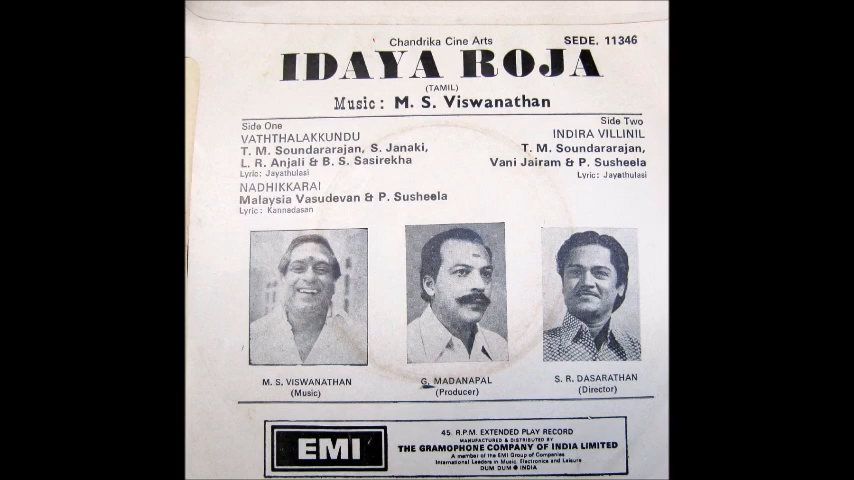 Chandrika Cine Arts
SEDE. 11346
IDAYA ROJA
(TAMIL)
Music: M. S. Viswanathan
Side One
VATHTHALAKKUNDU
T. M. Soundararajan, S. Janaki,
L. R. Anjali & B. S. Sasirekha
Lyric: Jayathulasi
NADHIKKARAI
Malaysia Vasudevan & P. Susheela
Lyric: Kannadasan
Side Two
INDIRA VILLINIL
T. M. Soundararajan,
Vani Jairam & P. Susheela
Lyric: Jayathulasi
M. S. VISWANATHAN
(Music)
G. MADANAPAL
(Producer)
S. R. DASARATHAN
(Director)
EMI
45 R.P.M. EXTENDED PLAY RECORD
MANUFACTURED & DISTRIBUTED BY
THE GRAMOPHONE COMPANY OF INDIA LIMITED
A member of the EMI Group of Companies
International Leaders in Music, Electronics and Leisure
DUM DUM ● INDIA